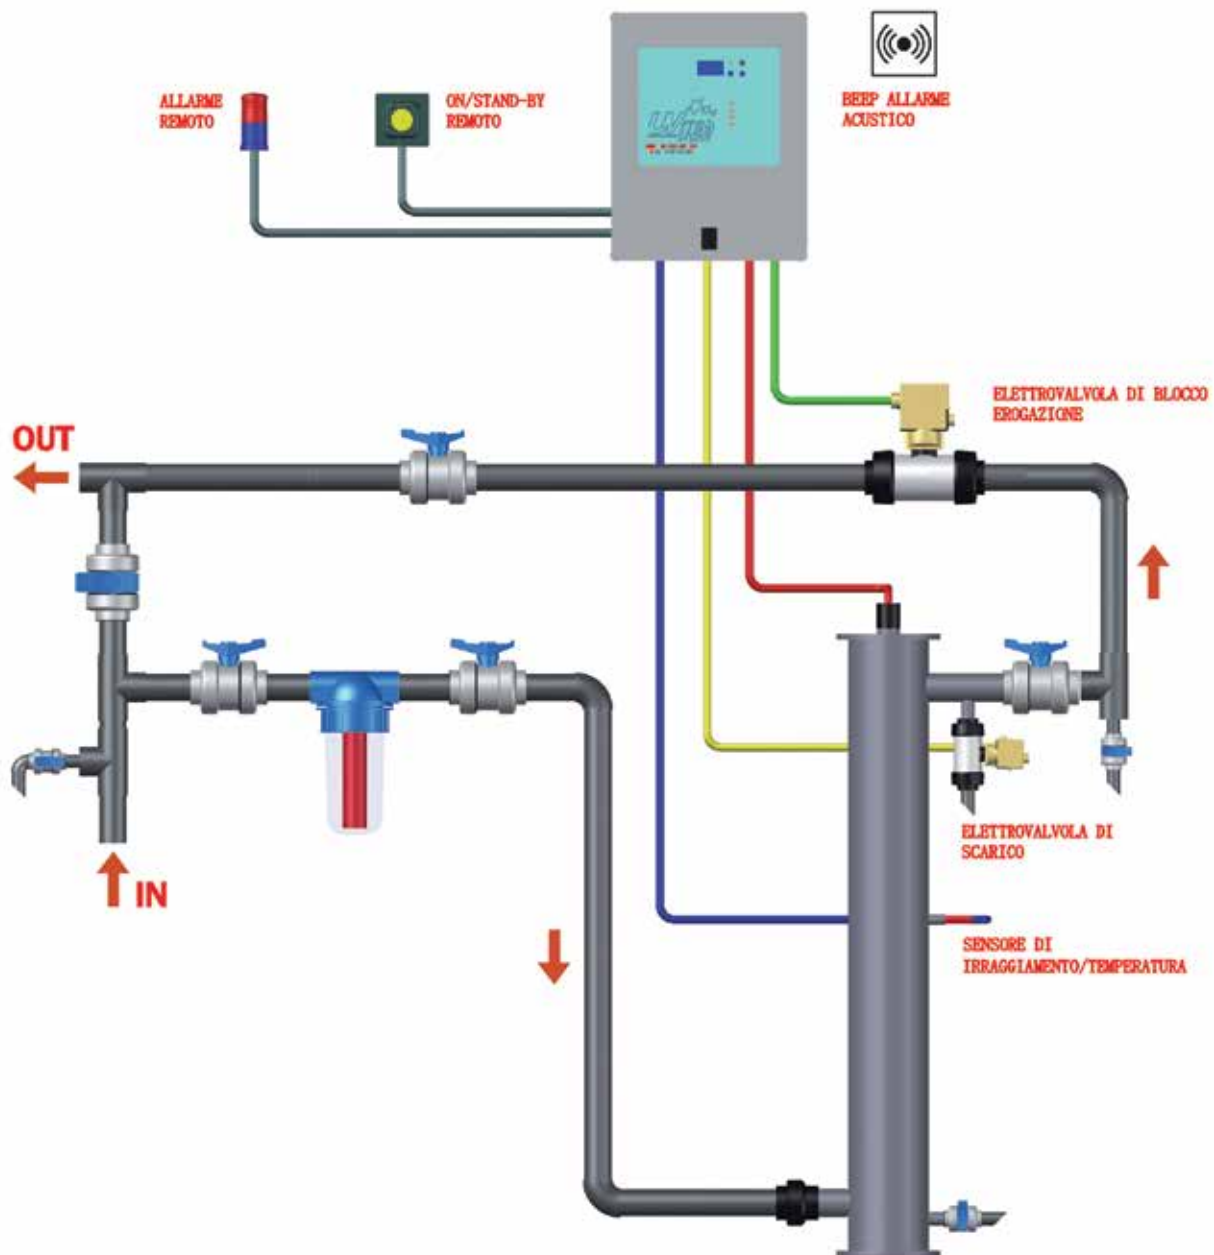 ALLARME
REMOTO
ON/STAND-BY
REMOTO
BEEP ALLARME
ACUSTICO
ELETTROVALVOLA DI BLOCCO
EROGAZIONE
OUT
ELETTROVALVOLA DI
SCARICO
IN
SENSORE DI
IRRAGGIAMENTO/TEMPERATURA